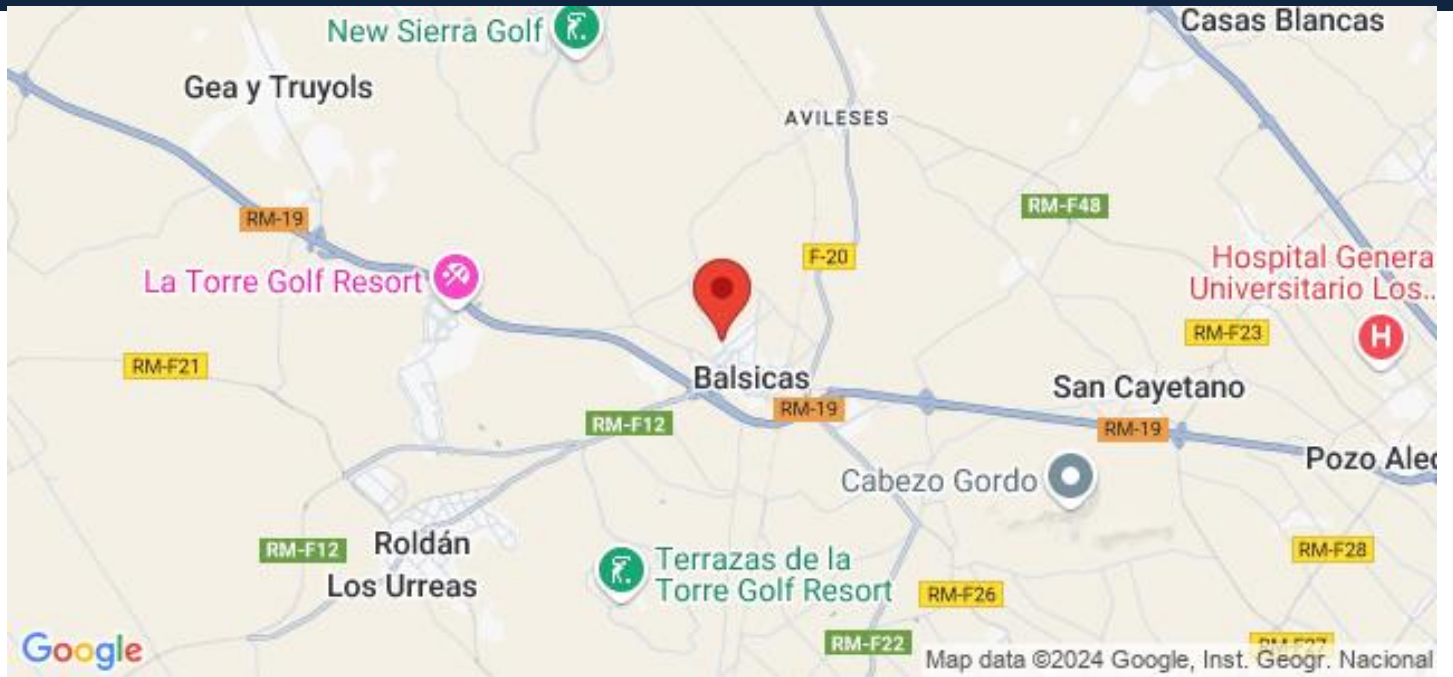 Casas Blancas
New Sierra Golf
Gea y Truyols
AVILESES
RM-F48
RM-19
F-20
Hospital Genera
Universitario Los..
La Torre Golf Resort
RM-F23
RM-F21
Balsicas
San Cayetano
RM-19
RM-F12
RM-19
Pozo Aled
Cabezo Gordo
RM-F12
Roldán
RM-F28
Terrazas de la
Torre Golf Resort
Los Urreas
RM-F26
RM-F22
Google
Map data ©2024 Google, Inst. Geogr. Nacional